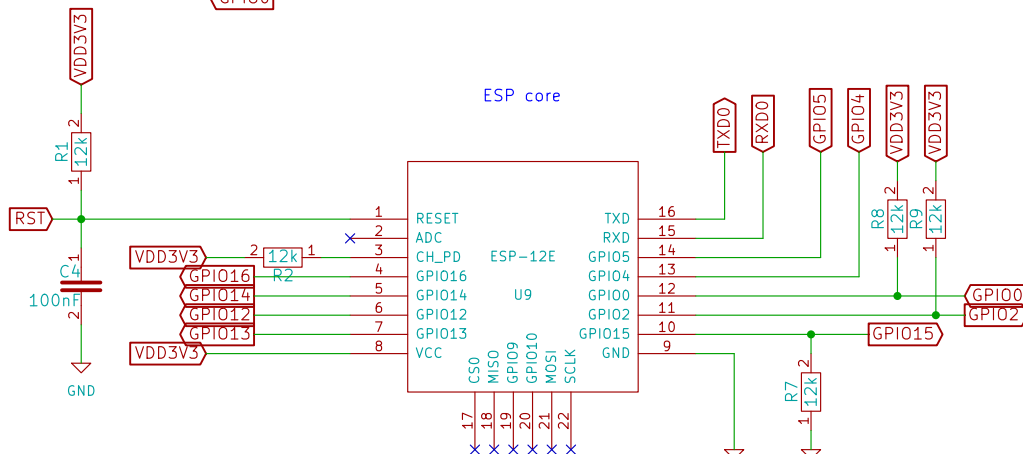 GPIO0
VDD3V3
ESP core
TXD0
RXD0
GPIO5
GPIO4
VDD3V3
VDD3V3
2
R1
12k
1
2
R8
12k
1
2
R9
12k
1
RST
1 RESET TXD 16
2 ADC RXD 15
VDD3V3 2 12k 1 3 CH_PD ESP-12E GPIO5 14
R2
GPIO16 4 GPIO16 GPIO4 13
GPIO14 5 GPIO14 U9 GPIO0 12 GPIO0
GPIO12 6 GPIO12 GPIO2 11 GPIO2
GPIO13 7 GPIO13 GPIO15 10 GPIO15
VDD3V3 8 VCC GND 9
1
C4
100nF
2
GND
CS0
MISO
GPIO9
GPIO10
MOSI
SCLK
17
18
19
20
21
22
2
R7
12k
1